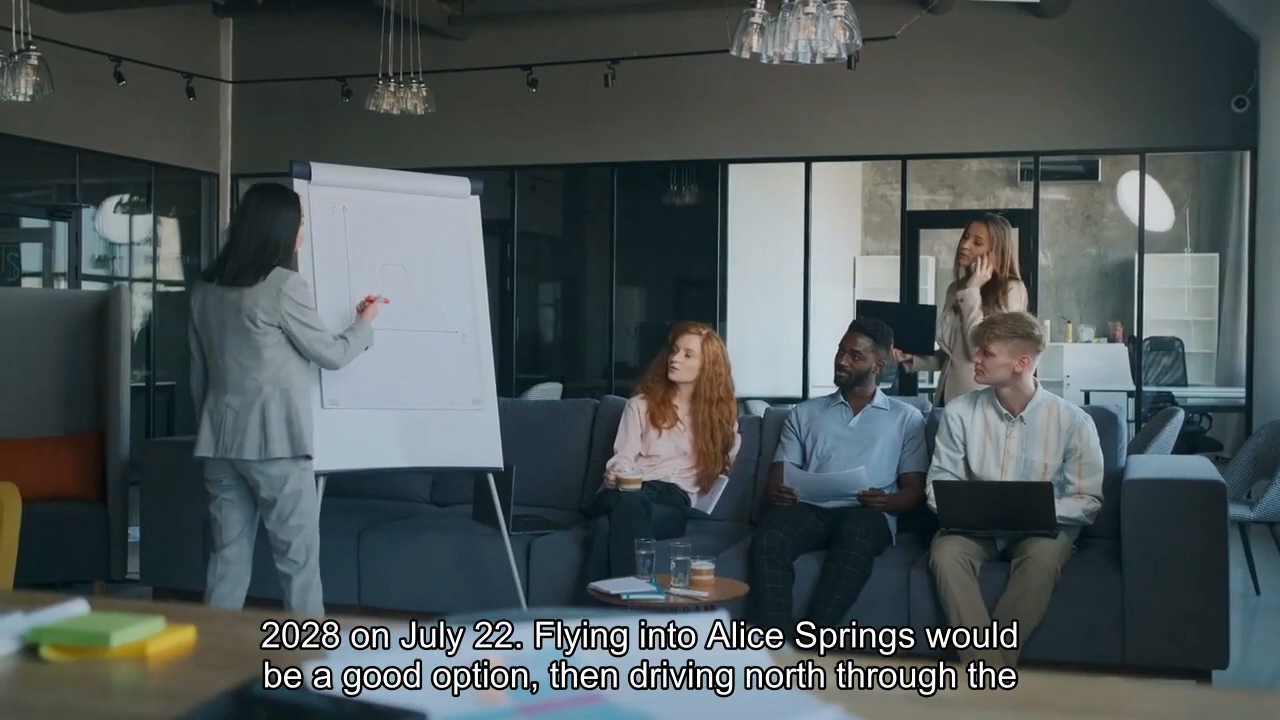 2028 on July 22. Flying into Alice Springs would
be a good option, then driving north through the